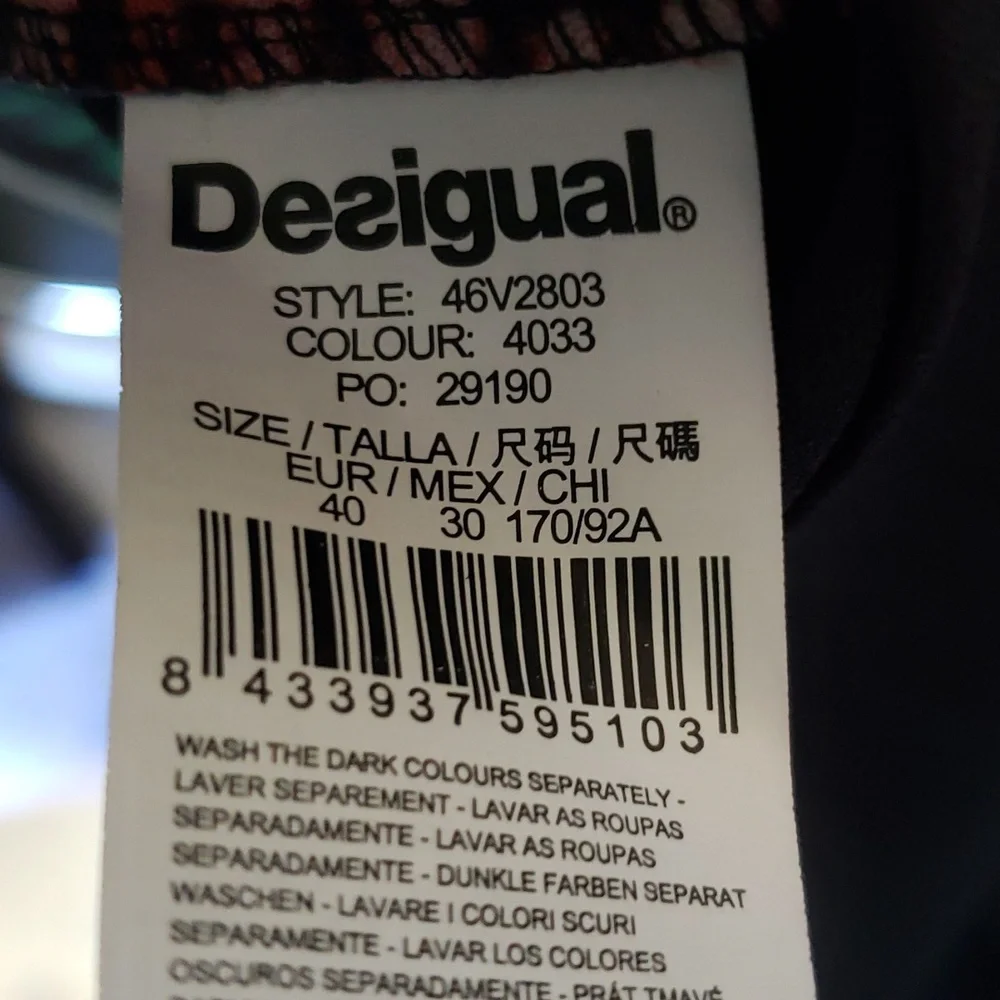 Desigual®
STYLE: 46V2803
COLOUR: 4033
PO: 29190
SIZE / TALLA / 尺码 / 尺碼
EUR / MEX / CHI
40 30 170/92A
8 433937 595103
WASH THE DARK COLOURS SEPARATELY -
LAVER SEPAREMENT - LAVAR AS ROUPAS
SEPARADAMENTE - LAVAR AS ROUPAS
SEPARADAMENTE - DUNKLE FARBEN SEPARAT
WASCHEN - LAVARE I COLORI SCURI
SEPARAMENTE - LAVAR LOS COLORES
OSCUROS SEPARADAMENTE - PRÁT TMAVÉ